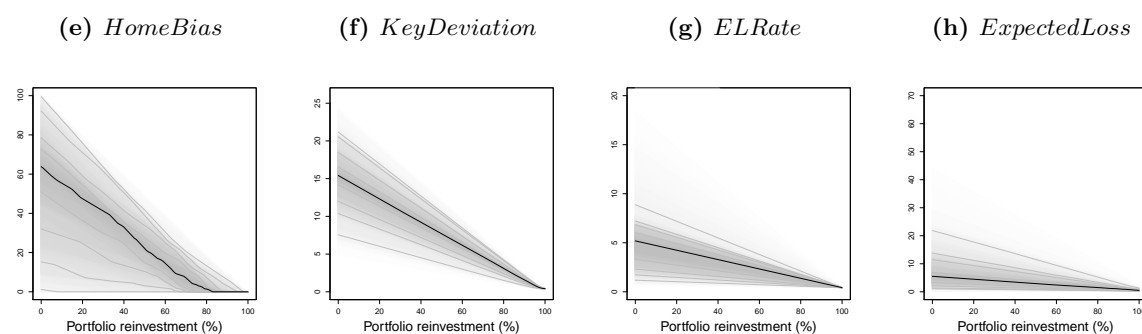 (e) HomeBias
(f) KeyDeviation
(g) ELRate
(h) ExpectedLoss
100
80
60
40
20
0
0 20 40 60 80 100
Portfolio reinvestment (%)
25
20
15
10
5
0
0 20 40 60 80 100
Portfolio reinvestment (%)
20
15
10
5
0
0 20 40 60 80 100
Portfolio reinvestment (%)
70
60
50
40
30
20
10
0
0 20 40 60 80 100
Portfolio reinvestment (%)